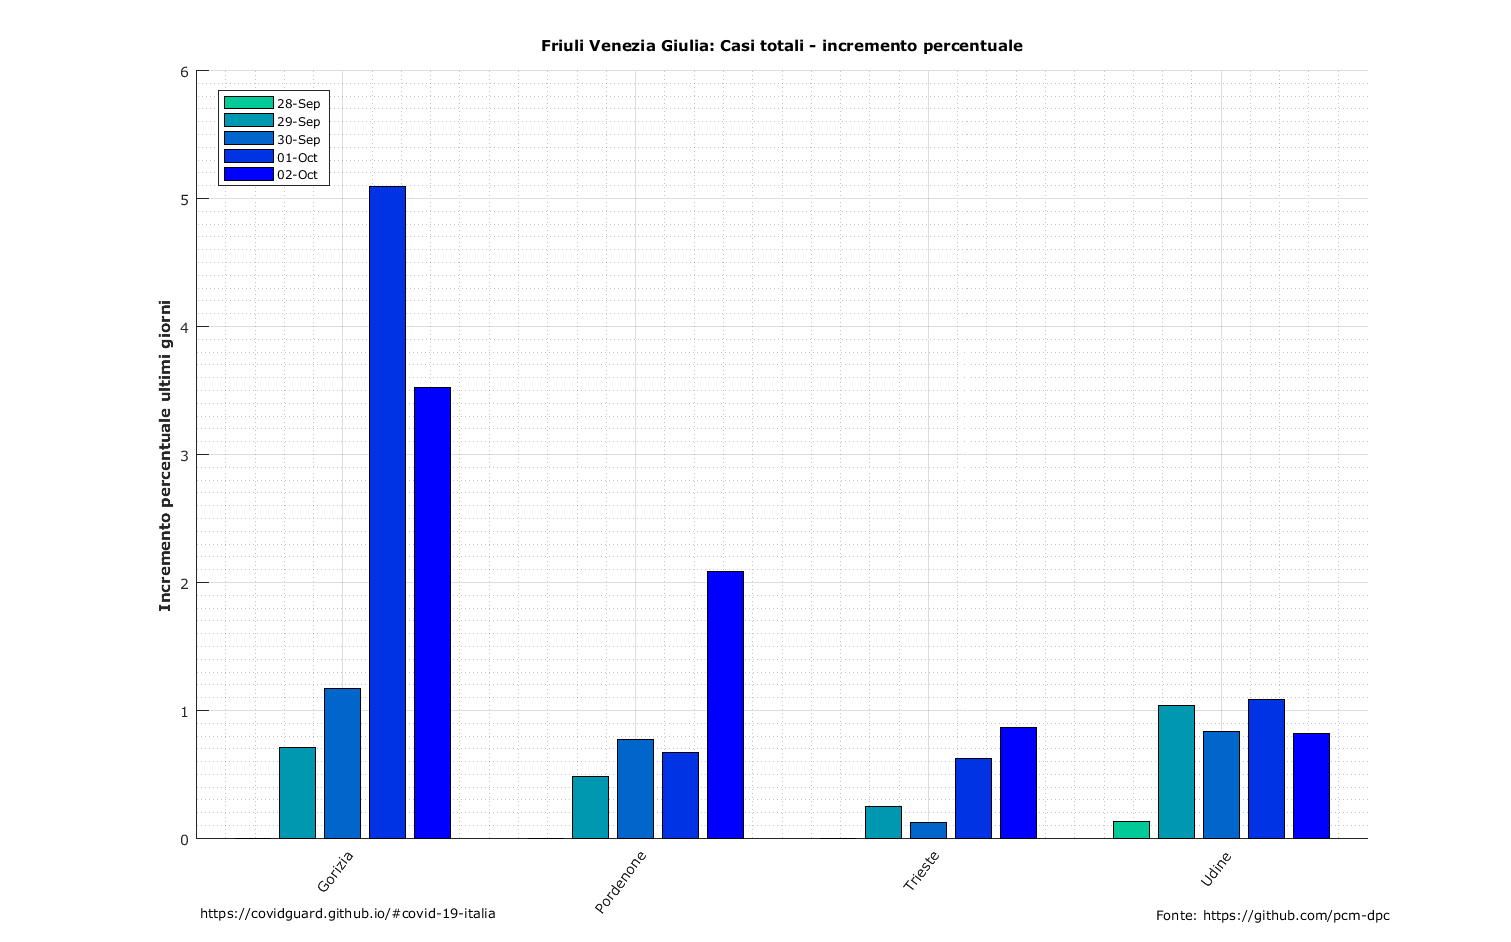 Friuli Venezia Giulia: Casi totali - incremento percentuale
6
5
4
3
2
1
0
Incremento percentuale ultimi giorni
28-Sep
29-Sep
30-Sep
01-Oct
02-Oct
Gorizia
Pordenone
Trieste
Udine
https://covidguard.github.io/#covid-19-italia
Fonte: https://github.com/pcm-dpc